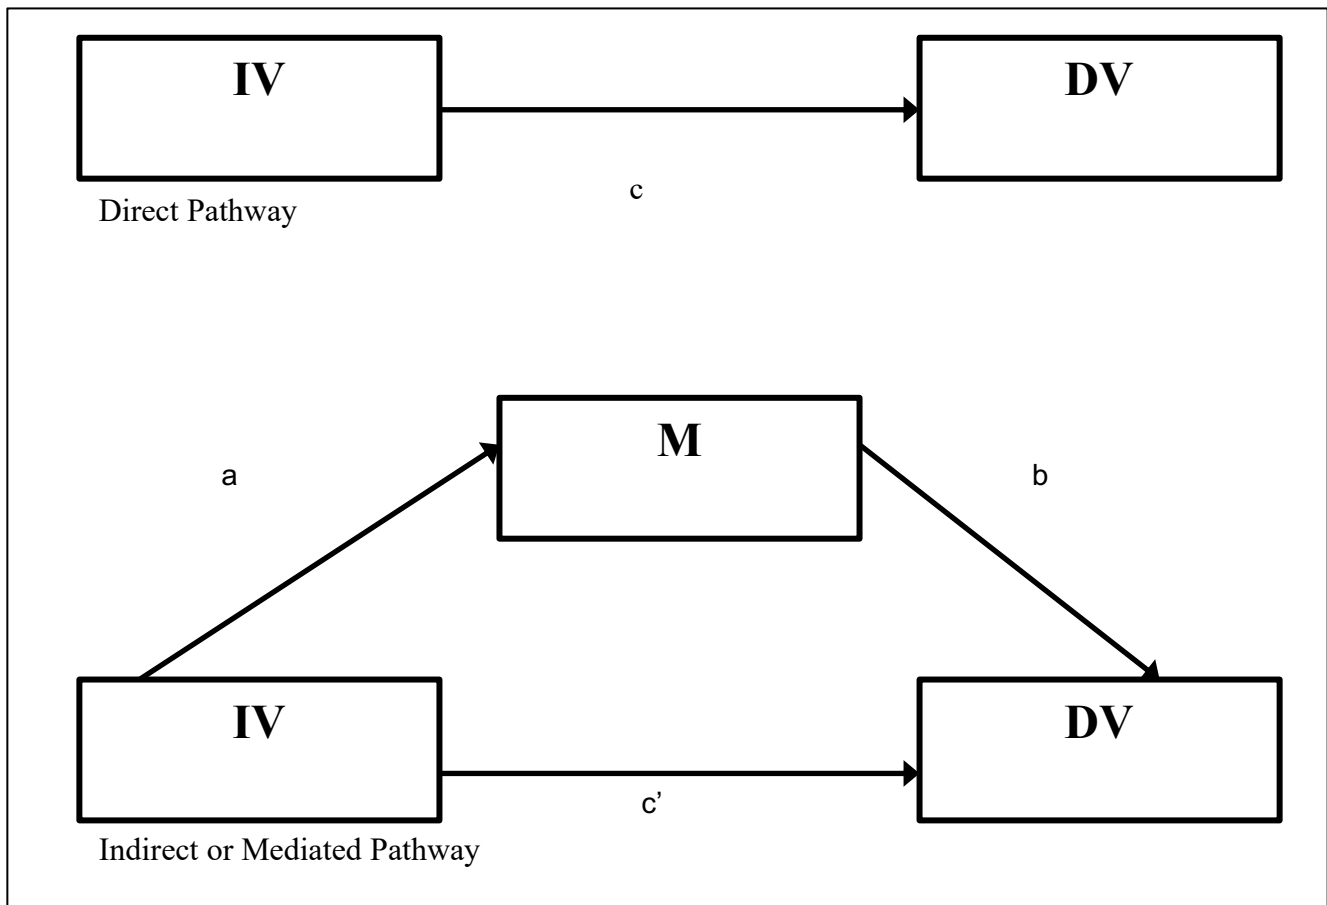 IV
DV
c
Direct Pathway
M
a
b
IV
DV
c’
Indirect or Mediated Pathway